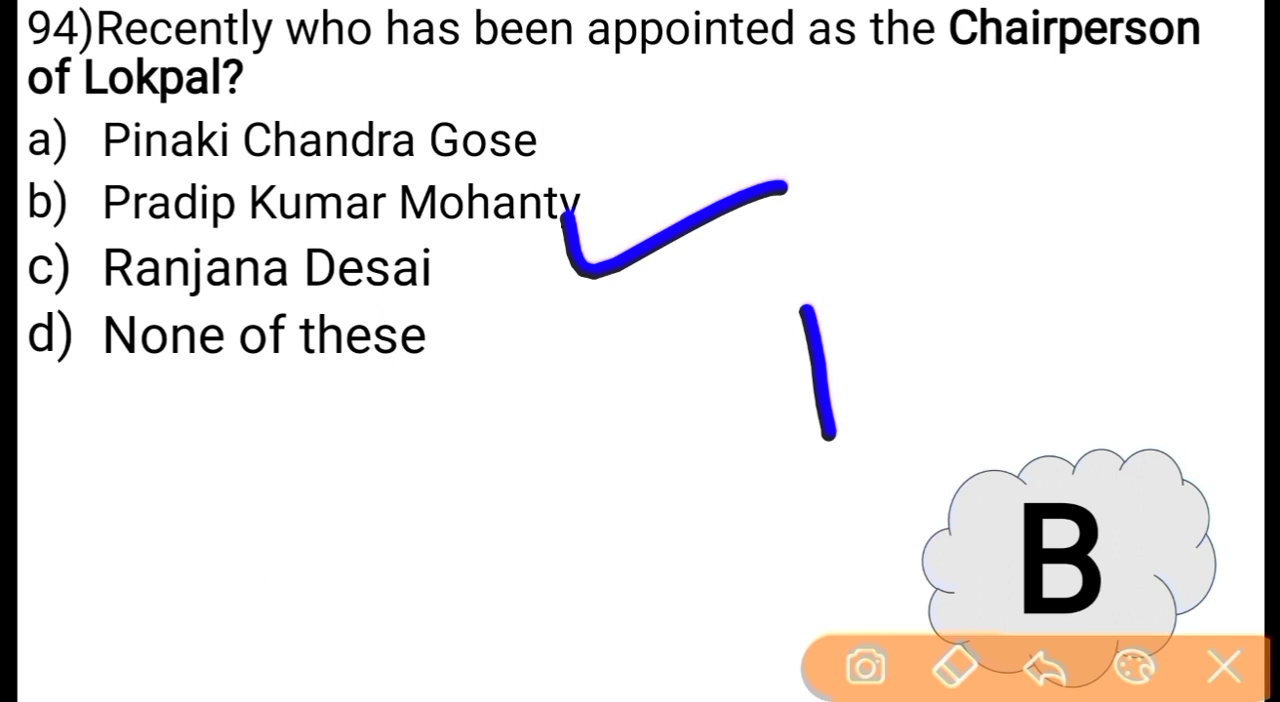 94)Recently who has been appointed as the Chairperson
of Lokpal?
a) Pinaki Chandra Gose
b) Pradip Kumar Mohanty
c) Ranjana Desai
d) None of these
B